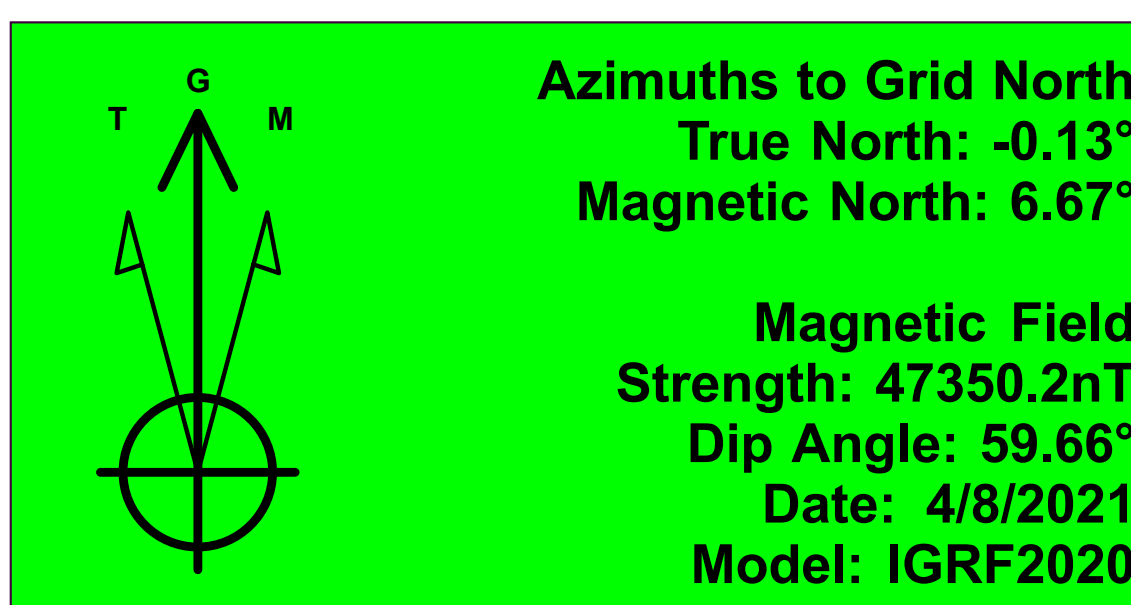 G
T M
Azimuths to Grid North
True North: -0.13°
Magnetic North: 6.67°
Magnetic Field
Strength: 47350.2nT
Dip Angle: 59.66°
Date: 4/8/2021
Model: IGRF2020